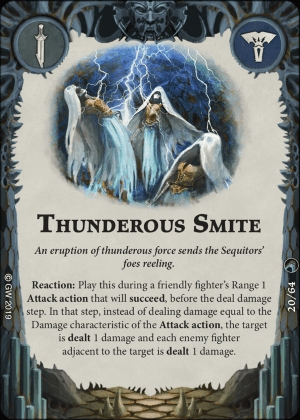 THUNDEROUS SMITE
An eruption of thunderous force sends the Sequitors'
foes reeling.
Reaction: Play this during a friendly fighter's Range 1
Attack action that will succeed, before the deal damage
step. In that step, instead of dealing damage equal to the
Damage characteristic of the Attack action, the target
is dealt 1 damage and each enemy fighter
adjacent to the target is dealt 1 damage.
© GW 2019
20/64